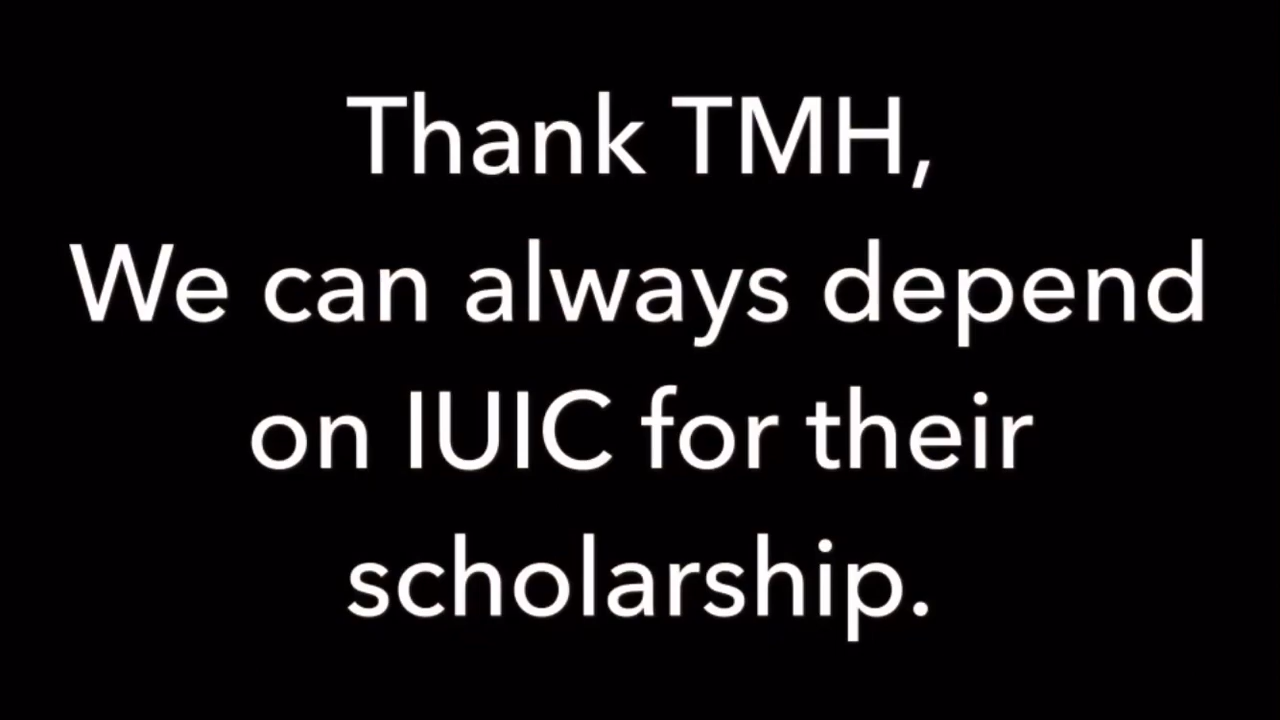 Thank TMH,
We can always depend
on IUIC for their
scholarship.